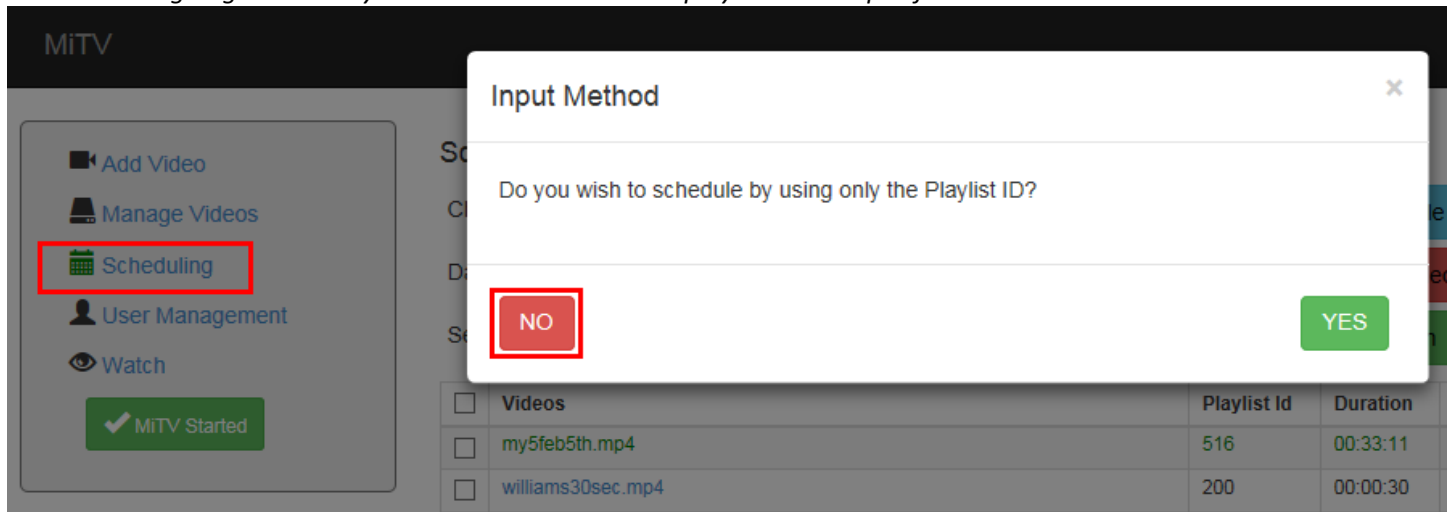 MiTV
Input Method
×
Add Video
Manage Videos
Scheduling
User Management
Watch
MiTV Started
Do you wish to schedule by using only the Playlist ID?
NO
YES
Videos Playlist Id Duration
my5feb5th.mp4 516 00:33:11
williams30sec.mp4 200 00:00:30